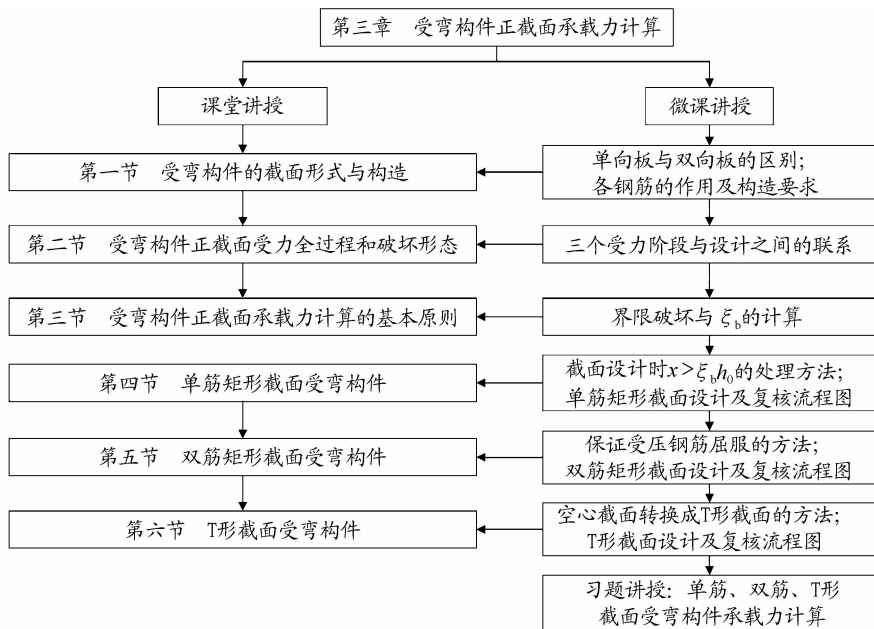 第三章 受弯构件正截面承载力计算
课堂讲授
微课讲授
第一节 受弯构件的截面形式与构造
单向板与双向板的区别;
各钢筋的作用及构造要求
第二节 受弯构件正截面受力全过程和破坏形态
三个受力阶段与设计之间的联系
第三节 受弯构件正截面承载力计算的基本原则
界限破坏与ξb的计算
第四节 单筋矩形截面受弯构件
截面设计时x>ξbh0的处理方法;
单筋矩形截面设计及复核流程图
第五节 双筋矩形截面受弯构件
保证受压钢筋屈服的方法;
双筋矩形截面设计及复核流程图
第六节 T形截面受弯构件
空心截面转换成T形截面的方法;
T形截面设计及复核流程图
习题讲授: 单筋、双筋、T形
截面受弯构件承载力计算